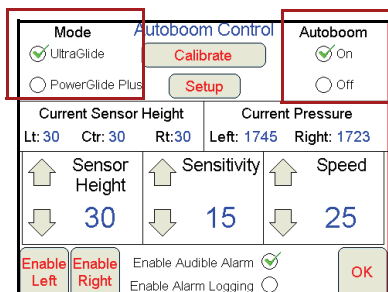 Mode
Autoboom Control
Autoboom
UltraGlide
Calibrate
On
PowerGlide Plus
Setup
Off
Current Sensor Height
Current Pressure
Lt: 30 Ctr: 30 Rt:30
Left: 1745 Right: 1723
Sensor Height
Sensitivity
Speed
30
15
25
Enable Left
Enable Right
Enable Audible Alarm
Enable Alarm Logging
OK